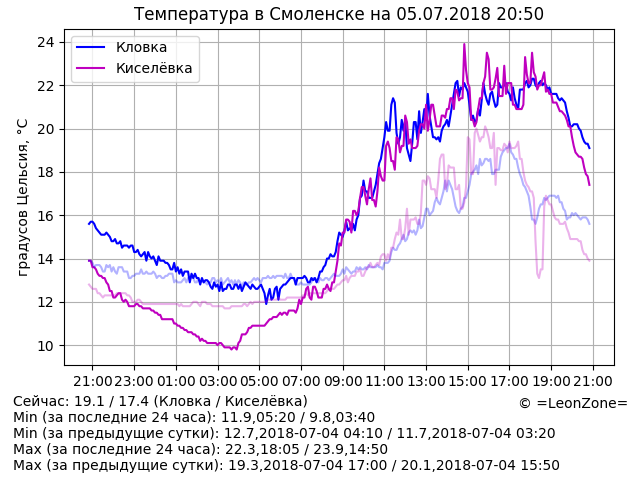 Температура в Смоленске на 05.07.2018 20:50
градусов Цельсия, °C
Кловка
Киселёвка
24
22
20
18
16
14
12
10
21:00 23:00 01:00 03:00 05:00 07:00 09:00 11:00 13:00 15:00 17:00 19:00 21:00
Сейчас: 19.1 / 17.4 (Кловка / Киселёвка)
© =LeonZone=
Min (за последние 24 часа): 11.9,05:20 / 9.8,03:40
Min (за предыдущие сутки): 12.7,2018-07-04 04:10 / 11.7,2018-07-04 03:20
Max (за последние 24 часа): 22.3,18:05 / 23.9,14:50
Max (за предыдущие сутки): 19.3,2018-07-04 17:00 / 20.1,2018-07-04 15:50